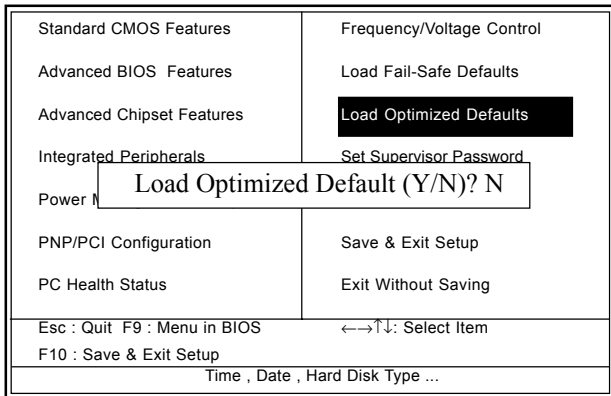 Standard CMOS Features
Advanced BIOS Features
Advanced Chipset Features
Integrated Peripherals
Power
PNP/PCI Configuration
PC Health Status
Frequency/Voltage Control
Load Fail-Safe Defaults
Load Optimized Defaults
Set Supervisor Password
Save & Exit Setup
Exit Without Saving
Load Optimized Default (Y/N)? N
Esc : Quit F9 : Menu in BIOS
←→↑↓: Select Item
F10 : Save & Exit Setup
Time , Date , Hard Disk Type ...